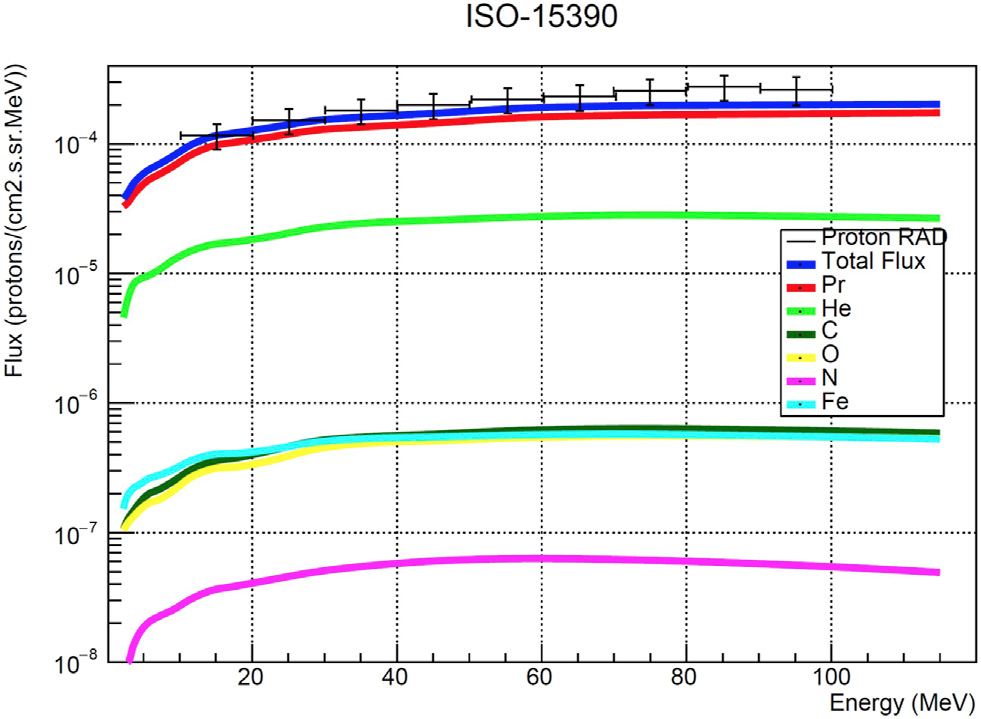 ISO-15390
Flux (protons/(cm2.s.sr.MeV))
10⁻⁴
10⁻⁵
10⁻⁶
10⁻⁷
10⁻⁸
Proton RAD
Total Flux
Pr
He
C
O
N
Fe
20 40 60 80 100
Energy (MeV)